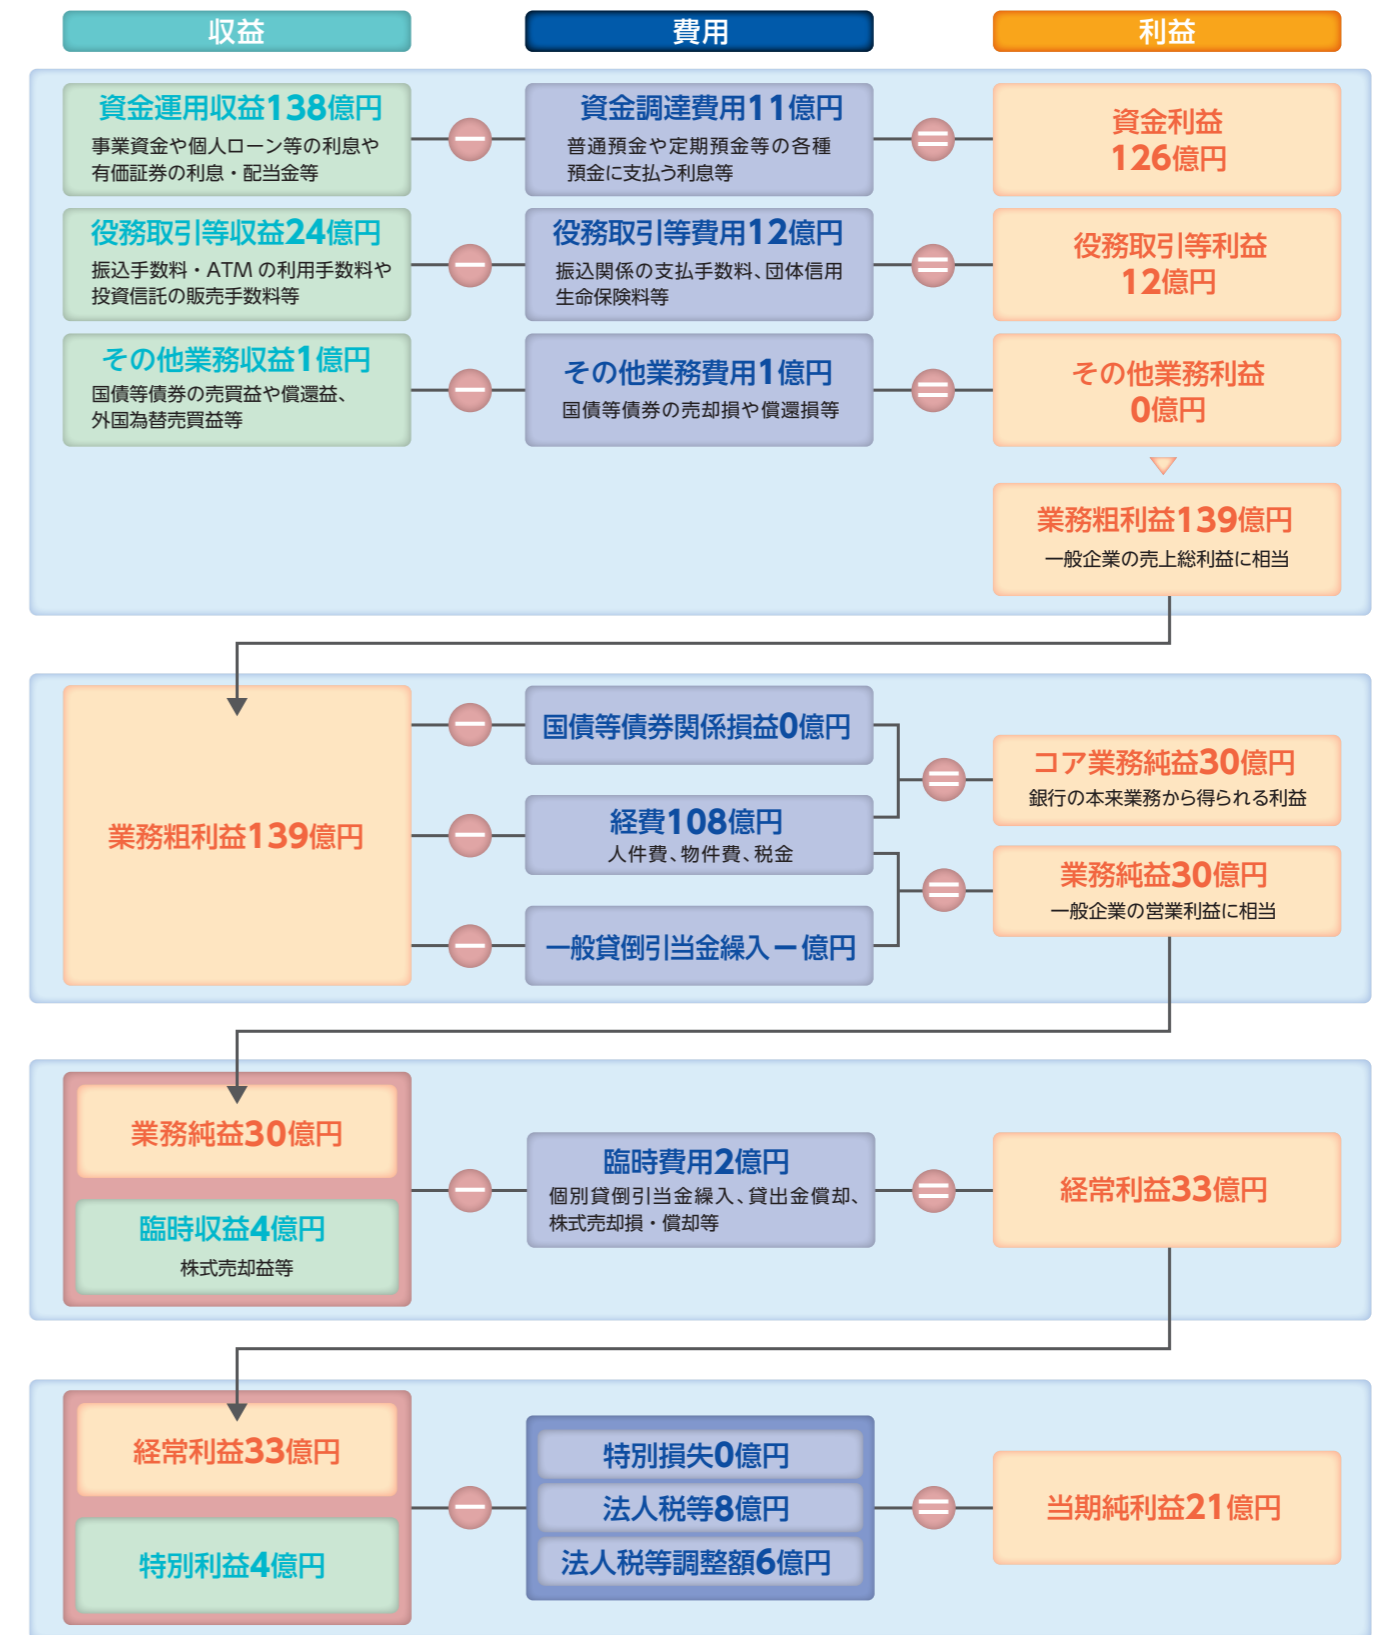 収益
費用
利益
資金運用収益138億円
事業資金や個人ローン等の利息や
有価証券の利息・配当金等
資金調達費用11億円
普通預金や定期預金等の各種
預金に支払う利息等
資金利益
126億円
役務取引等収益24億円
振込手数料・ATMの利用手数料や
投資信託の販売手数料等
役務取引等費用12億円
振込関係の支払手数料、団体信用
生命保険料等
役務取引等利益
12億円
その他業務収益1億円
国債等債券の売買益や償還益、
外国為替売買益等
その他業務費用1億円
国債等債券の売却損や償還損等
その他業務利益
0億円
業務粗利益139億円
一般企業の売上総利益に相当
業務粗利益139億円
国債等債券関係損益0億円
経費108億円
人件費、物件費、税金
一般貸倒引当金繰入ー億円
コア業務純益30億円
銀行の本来業務から得られる利益
業務純益30億円
一般企業の営業利益に相当
業務純益30億円
臨時収益4億円
株式売却益等
臨時費用2億円
個別貸倒引当金繰入、貸出金償却、
株式売却損・償却等
経常利益33億円
経常利益33億円
特別利益4億円
特別損失0億円
法人税等8億円
法人税等調整額6億円
当期純利益21億円